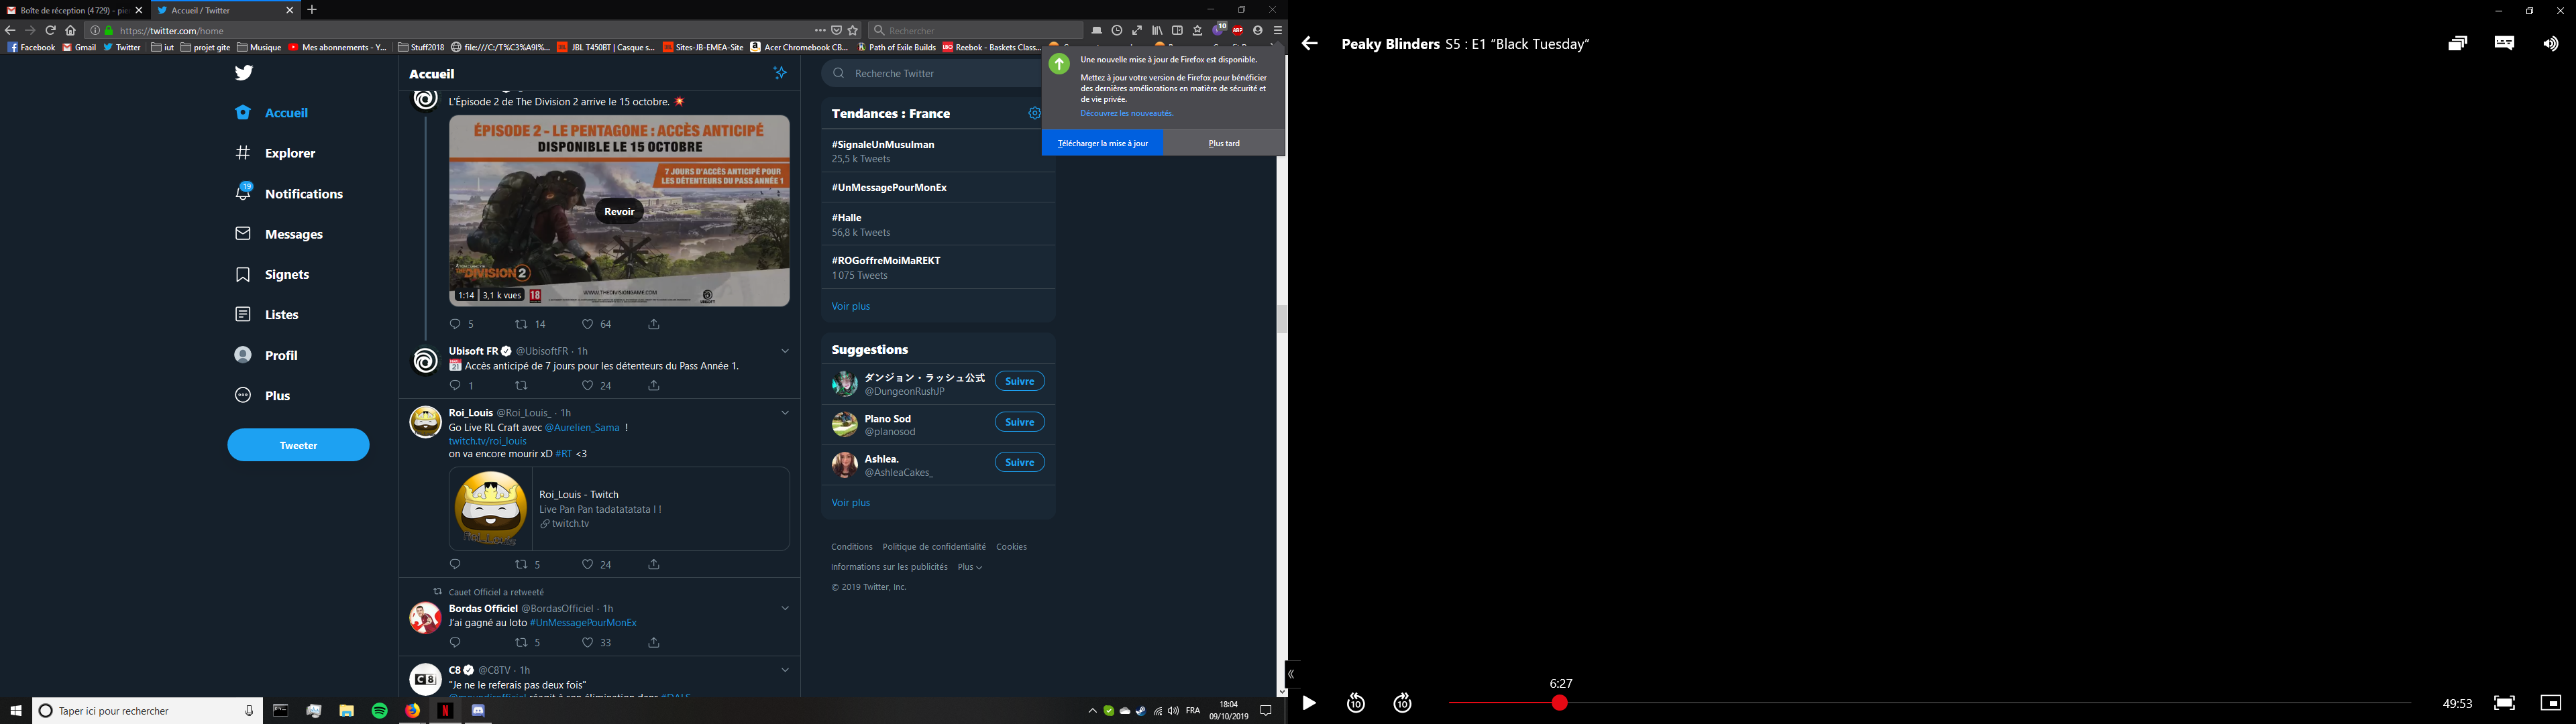 Boîte de réception (4 729) - pie
Accueil / Twitter
https://twitter.com/home
Rechercher
10
ABP
Facebook
Gmail
Twitter
iut
projet gite
Musique
Mes abonnements - Y...
Stuff2018
file:///C:/T%C3%A9l%...
JBL T450BT | Casque s...
Sites-JB-EMEA-Site
Acer Chromebook CB...
Path of Exile Builds
Reebok - Baskets Class...
Accueil
Explorer
19
Notifications
Messages
Signets
Listes
Profil
Plus
Tweeter
Accueil
L'Épisode 2 de The Division 2 arrive le 15 octobre. 💥
ÉPISODE 2 - LE PENTAGONE : ACCÈS ANTICIPÉ
DISPONIBLE LE 15 OCTOBRE
7 JOURS D'ACCÈS ANTICIPÉ POUR
LES DÉTENTEURS DU PASS ANNÉE 1.
Revoir
DIVISION 2
1:14 | 3,1 k vues
18
WWW.THEDIVISIONGAME.COM
UBISOFT
5 14 64
Ubisoft FR @UbisoftFR · 1h
📅 Accès anticipé de 7 jours pour les détenteurs du Pass Année 1.
1 24
Roi_Louis @Roi_Louis_ · 1h
Go Live RL Craft avec @Aurelien_Sama !
twitch.tv/roi_louis
on va encore mourir xD #RT <3
Roi_Louis - Twitch
Live Pan Pan tadatatatata ! !
twitch.tv
5 24
Cauet Officiel a retweeté
Bordas Officiel @BordasOfficiel · 1h
J'ai gagné au loto #UnMessagePourMonEx
5 33
C8 @C8TV · 1h
"Je ne le referais pas deux fois"
Recherche Twitter
Tendances : France
#SignaleUnMusulman
25,5 k Tweets
#UnMessagePourMonEx
#Halle
56,8 k Tweets
#ROGoffreMoiMaREKT
1 075 Tweets
Voir plus
Suggestions
ダンジョン・ラッシュ公式
@DungeonRushJP
Suivre
Plano Sod
@planosod
Suivre
Ashlea.
@AshleaCakes_
Suivre
Voir plus
Conditions Politique de confidentialité Cookies
Informations sur les publicités Plus
© 2019 Twitter, Inc.
Une nouvelle mise à jour de Firefox est disponible.
Mettez à jour votre version de Firefox pour bénéficier
des dernières améliorations en matière de sécurité et
de vie privée.
Découvrez les nouveautés.
Télécharger la mise à jour
Plus tard
Taper ici pour rechercher
FRA
18:04
09/10/2019
Peaky Blinders S5 : E1 “Black Tuesday”
6:27
10
10
49:53